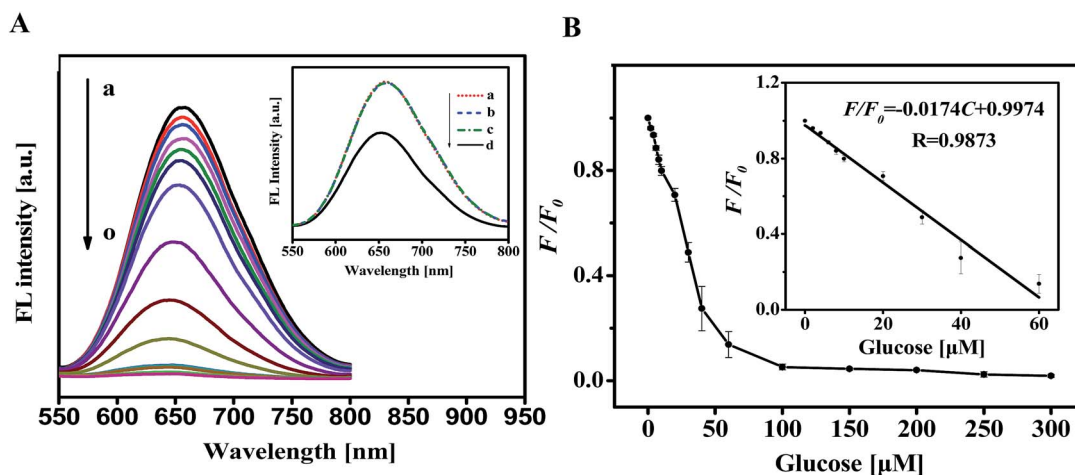 A
a
o
FL intensity [a.u.]
550 600 650 700 750 800 850 900 950
Wavelength [nm]
FL Intensity [a.u.]
a
b
c
d
550 600 650 700 750 800
Wavelength [nm]
B
F/F0
0.8
0.4
0.0
0 50 100 150 200 250 300
Glucose [μM]
F/F0=-0.0174C+0.9974
R=0.9873
F/F0
1.2
0.8
0.4
0.0
0 20 40 60
Glucose [μM]